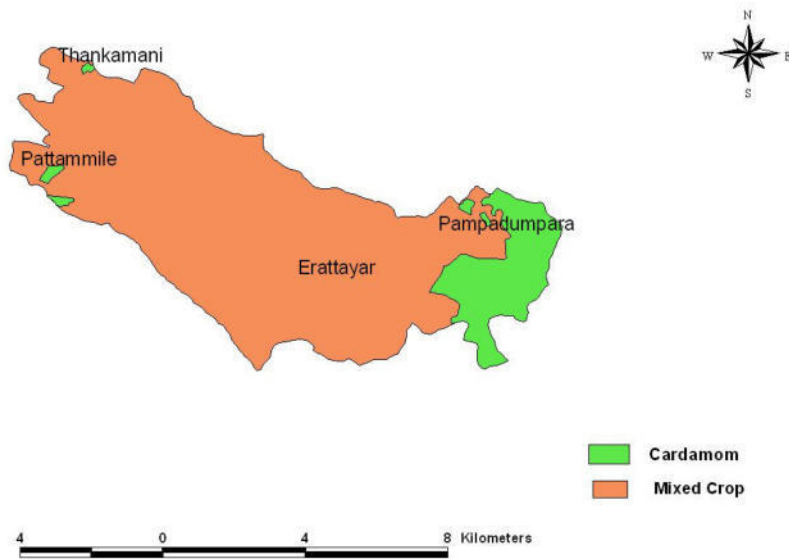 N
W E
S
Thankamani
Pattammile
Pampadumpara
Erattayar
Cardamom
Mixed Crop
4 0 4 8 Kilometers